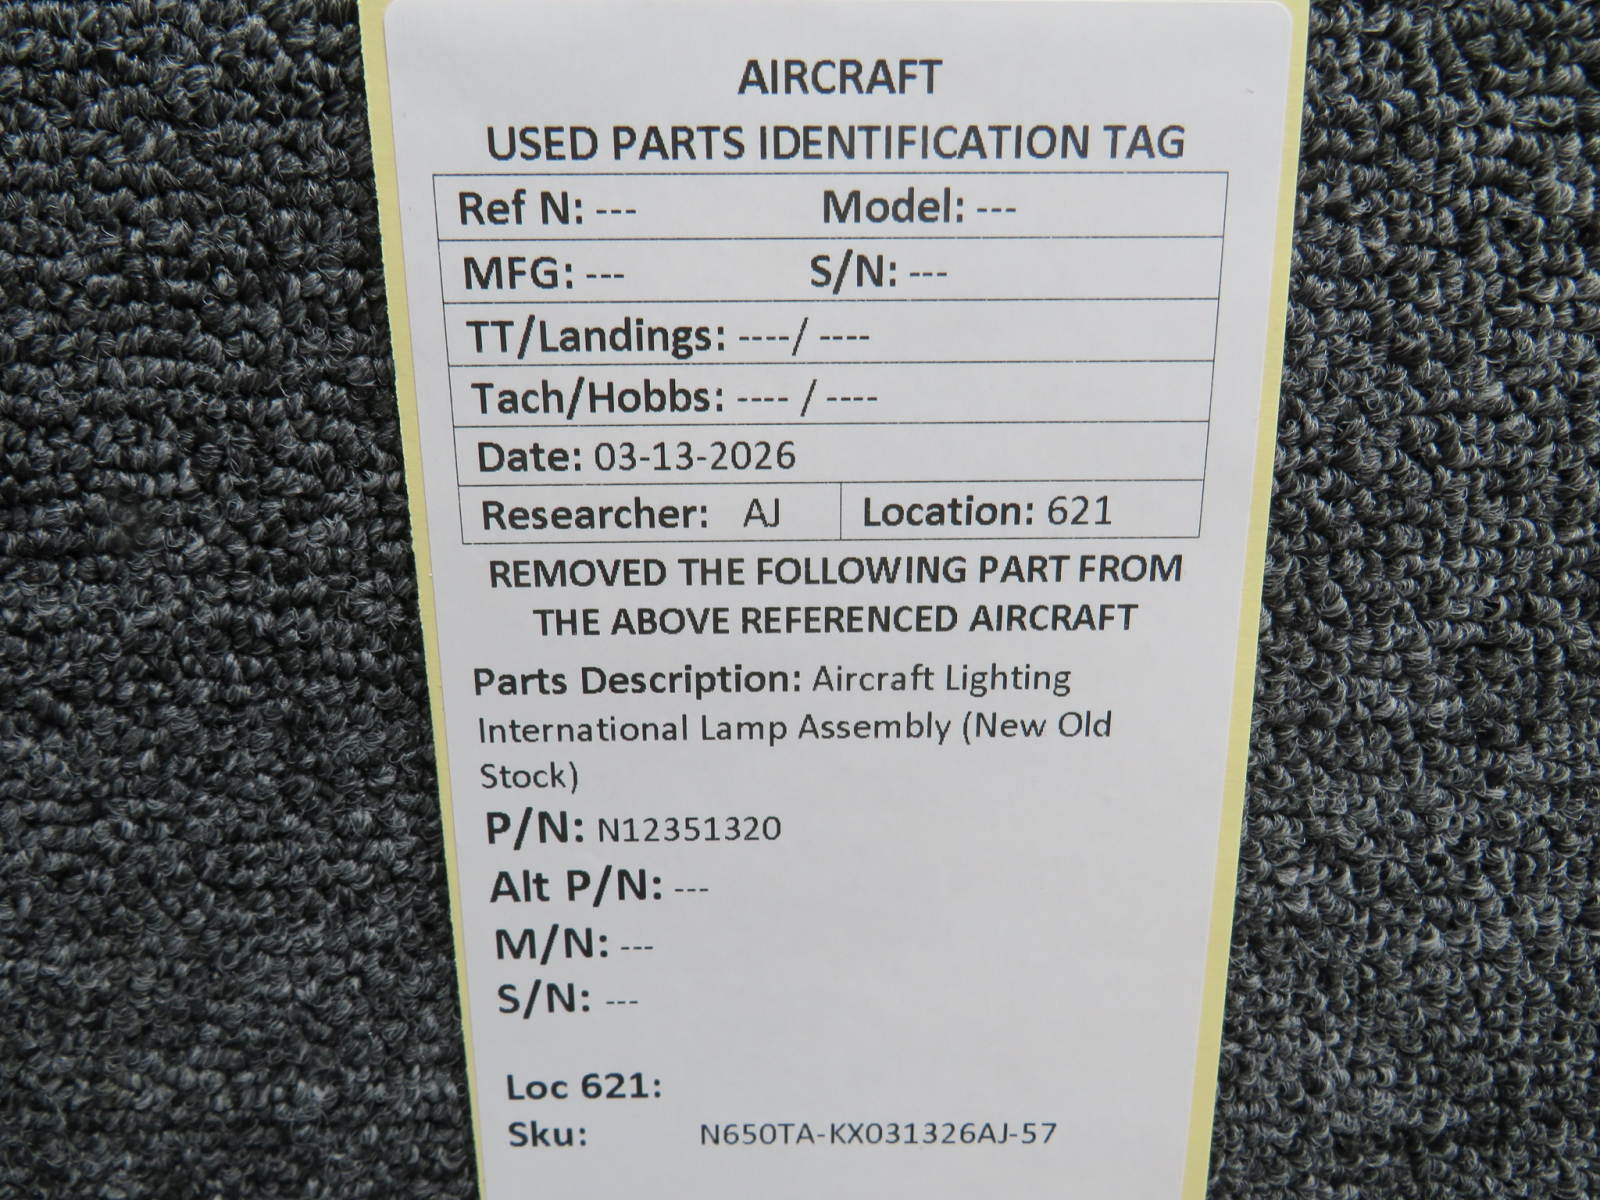 AIRCRAFT
USED PARTS IDENTIFICATION TAG
Ref N: --- Model: ---
MFG: --- S/N: ---
TT/Landings: ----/ ----
Tach/Hobbs: ---- / ----
Date: 03-13-2026
Researcher: AJ Location: 621
REMOVED THE FOLLOWING PART FROM
THE ABOVE REFERENCED AIRCRAFT
Parts Description: Aircraft Lighting
International Lamp Assembly (New Old
Stock)
P/N: N12351320
Alt P/N: ---
M/N: ---
S/N: ---
Loc 621:
Sku: N650TA-KX031326AJ-57